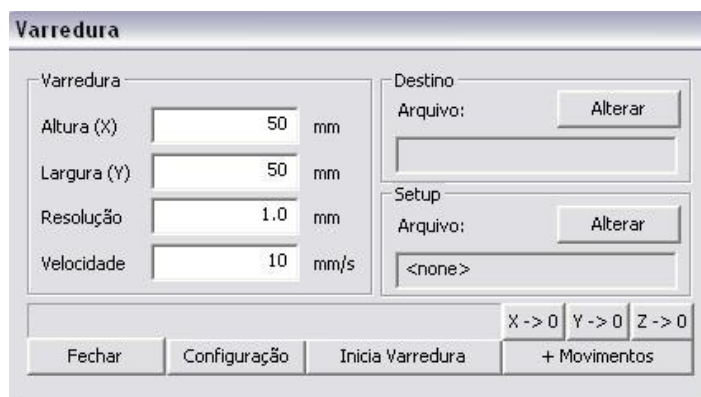 Varredura
Varredura
Altura (X) 50 mm
Largura (Y) 50 mm
Resolução 1.0 mm
Velocidade 10 mm/s
Destino
Arquivo: Alterar
Setup
Arquivo: Alterar
<none>
X -> 0 Y -> 0 Z -> 0
Fechar Configuração Inicia Varredura + Movimentos